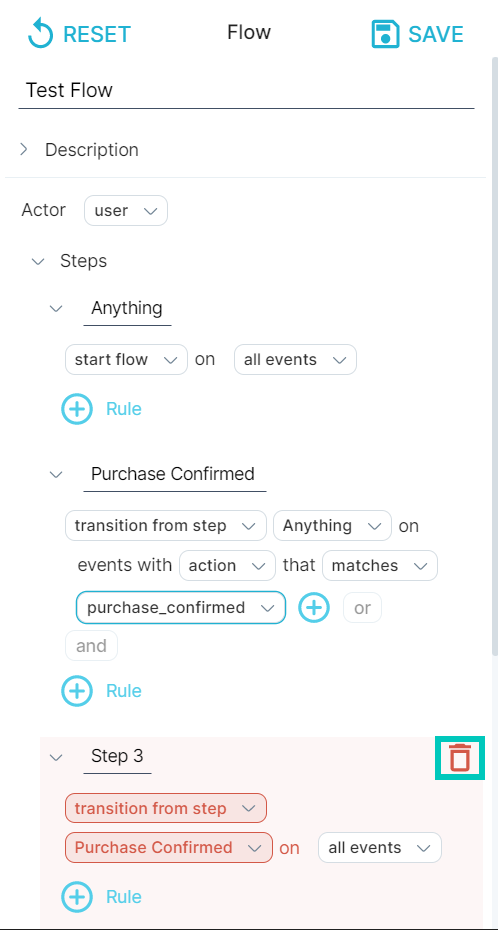 RESET Flow SAVE
Test Flow
Description
Actor user
Steps
Anything
start flow on all events
Rule
Purchase Confirmed
transition from step Anything on
events with action that matches
purchase_confirmed or
and
Rule
Step 3
transition from step
Purchase Confirmed on all events
Rule